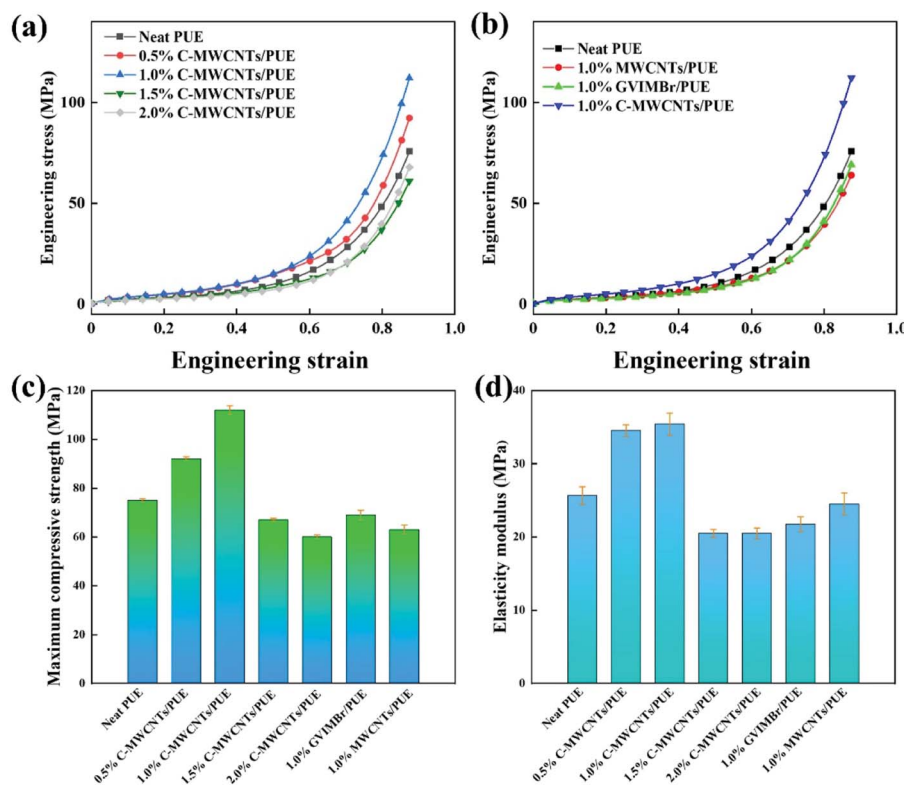 (a)
Neat PUE
0.5% C-MWCNTs/PUE
1.0% C-MWCNTs/PUE
1.5% C-MWCNTs/PUE
2.0% C-MWCNTs/PUE
Engineering stress (MPa)
100
50
0
0
0.2
0.4
0.6
0.8
1.0
Engineering strain
(b)
Neat PUE
1.0% MWCNTs/PUE
1.0% GVIMBr/PUE
1.0% C-MWCNTs/PUE
Engineering stress (MPa)
100
50
0
0
0.2
0.4
0.6
0.8
1.0
Engineering strain
(c)
Maximum compressive strength (MPa)
120
100
80
60
40
20
0
Neat PUE
0.5% C-MWCNTs/PUE
1.0% C-MWCNTs/PUE
1.5% C-MWCNTs/PUE
2.0% C-MWCNTs/PUE
1.0% GVIMBr/PUE
1.0% MWCNTs/PUE
(d)
Elasticity modulus (MPa)
40
30
20
10
0
Neat PUE
0.5% C-MWCNTs/PUE
1.0% C-MWCNTs/PUE
1.5% C-MWCNTs/PUE
2.0% C-MWCNTs/PUE
1.0% GVIMBr/PUE
1.0% MWCNTs/PUE